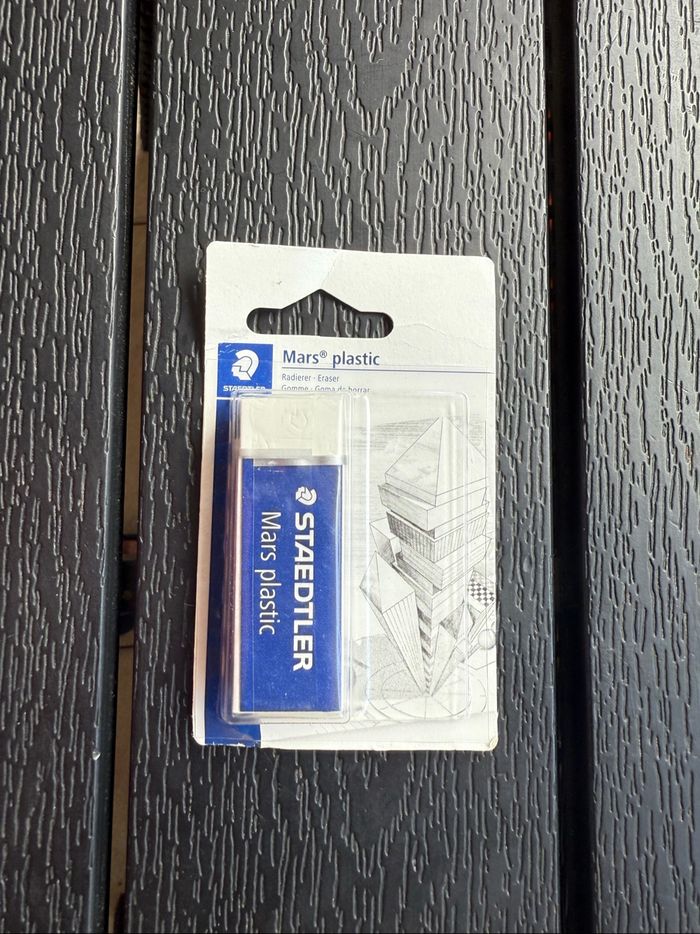 Mars® plastic
STAEDTLER
Radierer · Eraser
Gomme · Goma de borrar
STAEDTLER
Mars plastic